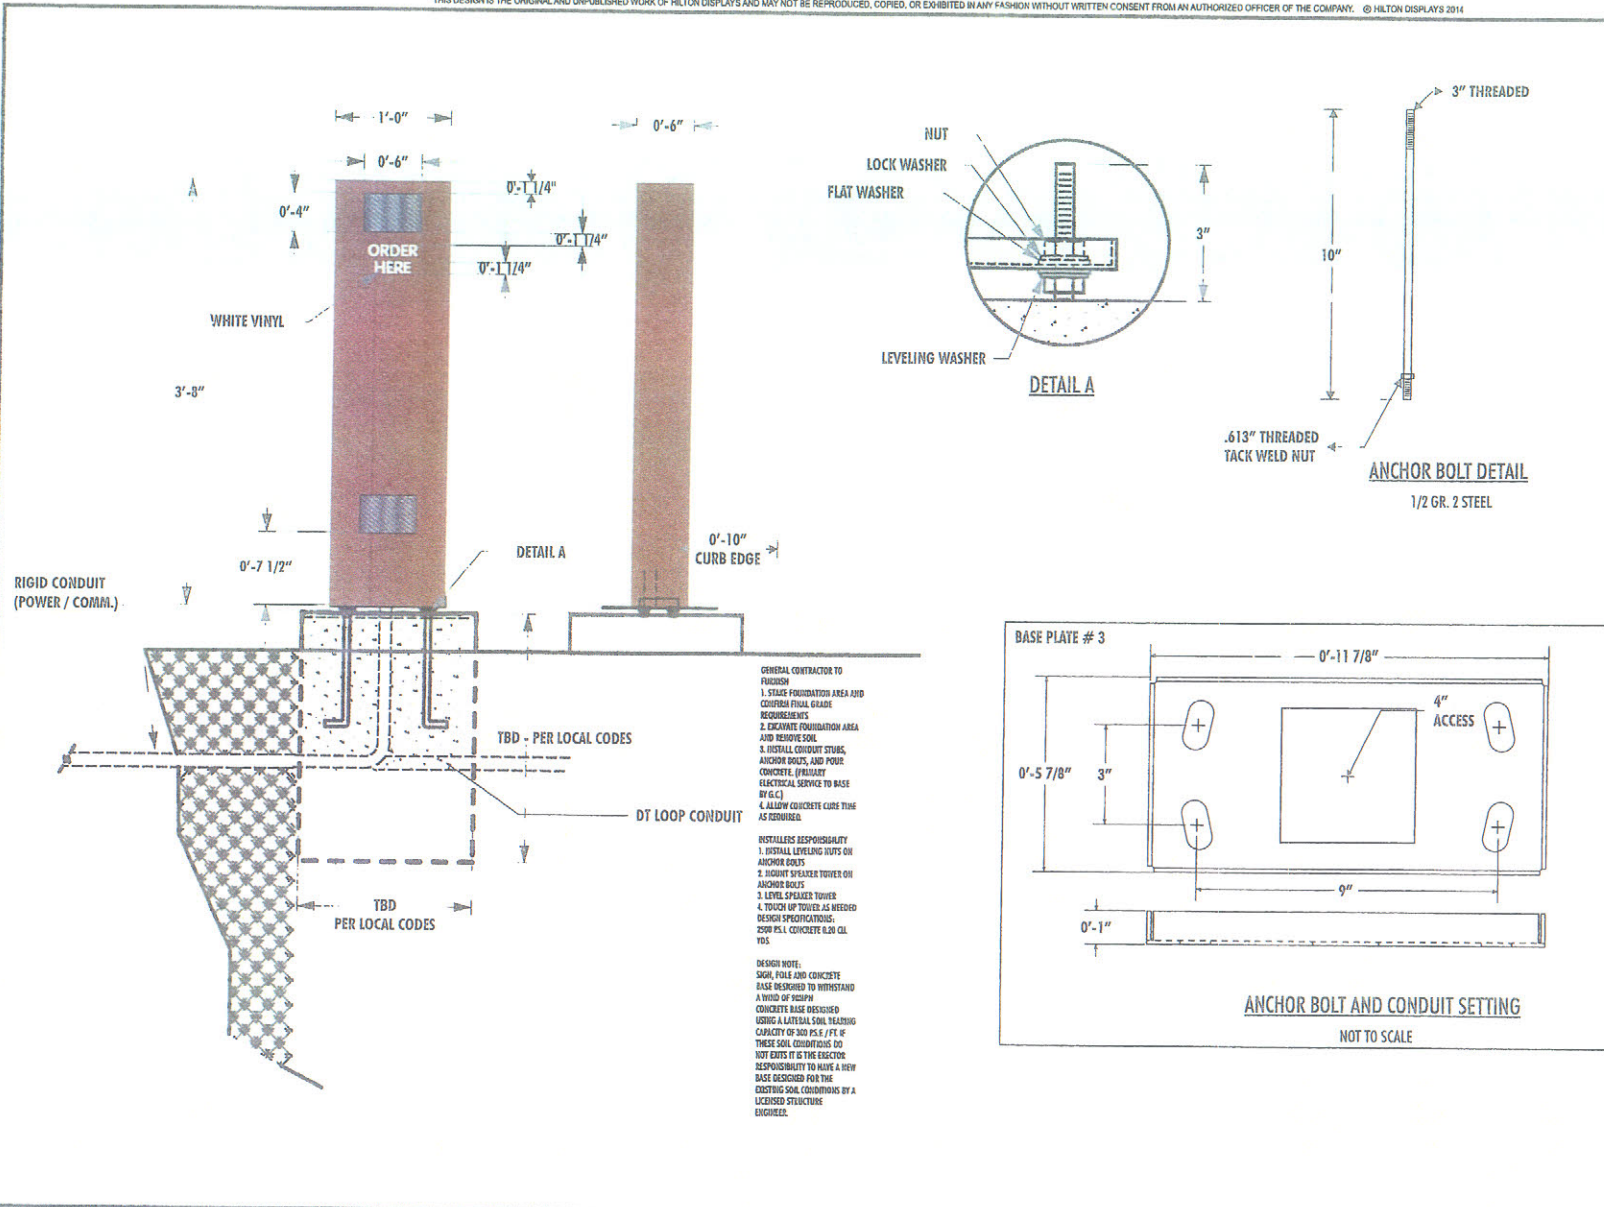 THIS DESIGN IS THE ORIGINAL AND UNPUBLISHED WORK OF HILTON DISPLAYS AND MAY NOT BE REPRODUCED, COPIED, OR EXHIBITED IN ANY FASHION WITHOUT WRITTEN CONSENT FROM AN AUTHORIZED OFFICER OF THE COMPANY. © HILTON DISPLAYS 2014
1'-0"
0'-6"
0'-4"
0'-1 1/4"
0'-1 1/4"
0'-1 1/4"
ORDER
HERE
WHITE VINYL
3'-8"
0'-7 1/2"
DETAIL A
RIGID CONDUIT
(POWER / COMM.)
0'-6"
0'-10"
CURB EDGE
TBD - PER LOCAL CODES
DT LOOP CONDUIT
TBD
PER LOCAL CODES
NUT
LOCK WASHER
FLAT WASHER
3"
LEVELING WASHER
DETAIL A
3" THREADED
10"
.613" THREADED
TACK WELD NUT
ANCHOR BOLT DETAIL
1/2 GR. 2 STEEL
GENERAL CONTRACTOR TO
FURNISH
1. STAKE FOUNDATION AREA AND
CONFIRM FINAL GRADE
REQUIREMENTS
2. EXCAVATE FOUNDATION AREA
AND REMOVE SOIL
3. INSTALL CONDUIT STUBS,
ANCHOR BOLTS, AND POUR
CONCRETE. (PRIMARY
ELECTRICAL SERVICE TO BASE
BY G.C.)
4. ALLOW CONCRETE CURE TIME
AS REQUIRED.
INSTALLERS RESPONSIBILITY
1. INSTALL LEVELING NUTS ON
ANCHOR BOLTS
2. MOUNT SPEAKER TOWER ON
ANCHOR BOLTS
3. LEVEL SPEAKER TOWER
4. TOUCH UP TOWER AS NEEDED
DESIGN SPECIFICATIONS:
2500 P.S.I. CONCRETE 0.20 CU.
YDS
DESIGN NOTE:
SIGN, POLE AND CONCRETE
BASE DESIGNED TO WITHSTAND
A WIND OF 90MPH
CONCRETE BASE DESIGNED
USING A LATERAL SOIL BEARING
CAPACITY OF 300 P.S.F. / FT. IF
THESE SOIL CONDITIONS DO
NOT EXITS IT IS THE ERECTOR
RESPONSIBILITY TO HAVE A NEW
BASE DESIGNED FOR THE
EXISTING SOIL CONDITIONS BY A
LICENSED STRUCTURE
ENGINEER.
BASE PLATE # 3
0'-11 7/8"
4"
ACCESS
0'-5 7/8"
3"
9"
0'-1"
ANCHOR BOLT AND CONDUIT SETTING
NOT TO SCALE